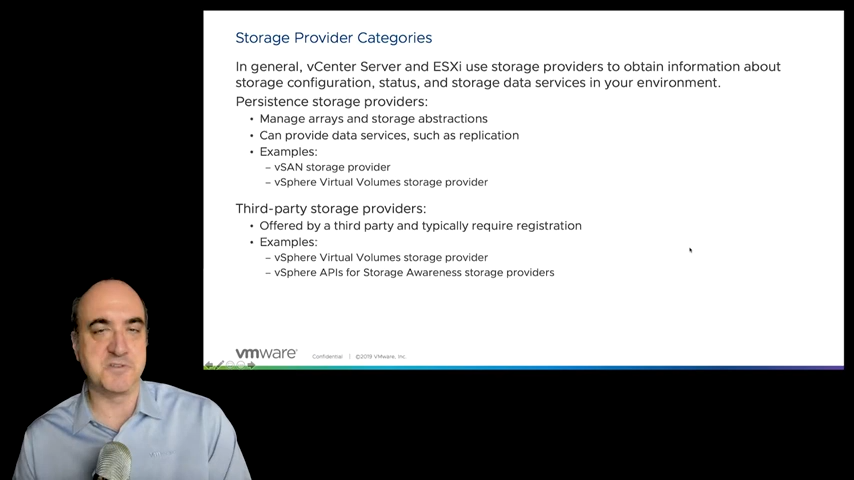 Storage Provider Categories
In general, vCenter Server and ESXi use storage providers to obtain information about
storage configuration, status, and storage data services in your environment.
Persistence storage providers:
• Manage arrays and storage abstractions
• Can provide data services, such as replication
• Examples:
– vSAN storage provider
– vSphere Virtual Volumes storage provider
Third-party storage providers:
• Offered by a third party and typically require registration
• Examples:
– vSphere Virtual Volumes storage provider
– vSphere APIs for Storage Awareness storage providers
vmware Confidential | ©2019 VMware, Inc.